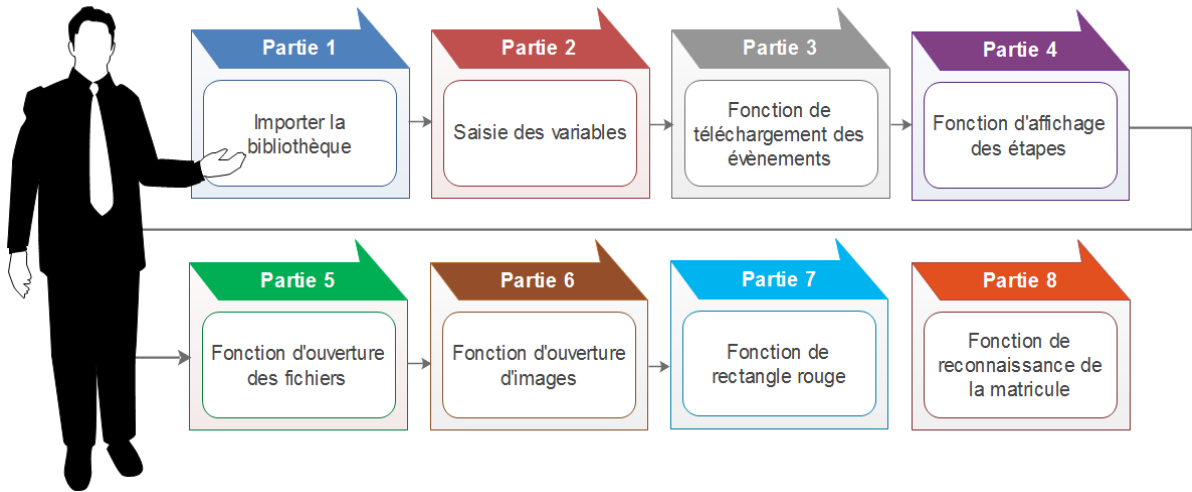 Partie 1
Importer la
bibliothèque
Partie 2
Saisie des variables
Partie 3
Fonction de
téléchargement des
évènements
Partie 4
Fonction d'affichage
des étapes
Partie 5
Fonction d'ouverture
des fichiers
Partie 6
Fonction d'ouverture
d'images
Partie 7
Fonction de
rectangle rouge
Partie 8
Fonction de
reconnaissance de
la matricule